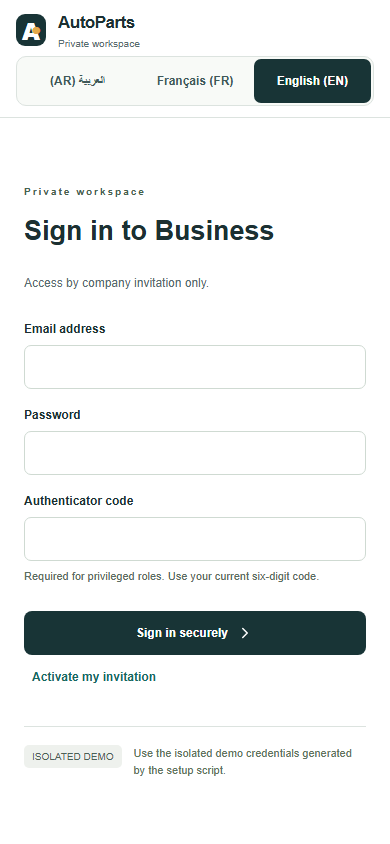 AutoParts
Private workspace
العربية (AR)
Français (FR)
English (EN)
Private workspace
Sign in to Business
Access by company invitation only.
Email address
Password
Authenticator code
Required for privileged roles. Use your current six-digit code.
Sign in securely
Activate my invitation
ISOLATED DEMO
Use the isolated demo credentials generated
by the setup script.